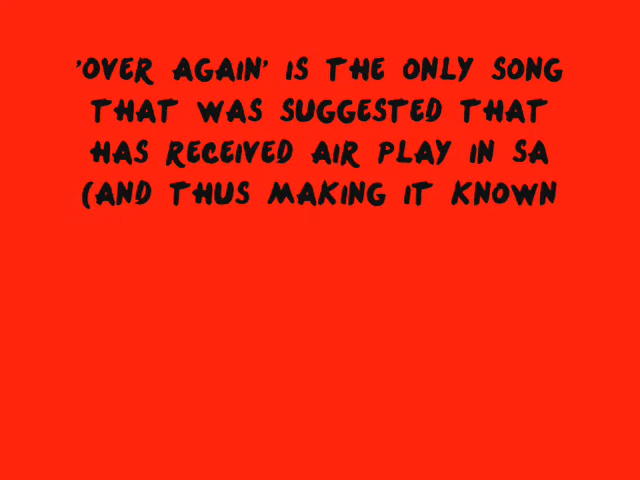 'OVER AGAIN' IS THE ONLY SONG
THAT WAS SUGGESTED THAT
HAS RECEIVED AIR PLAY IN SA
(AND THUS MAKING IT KNOWN